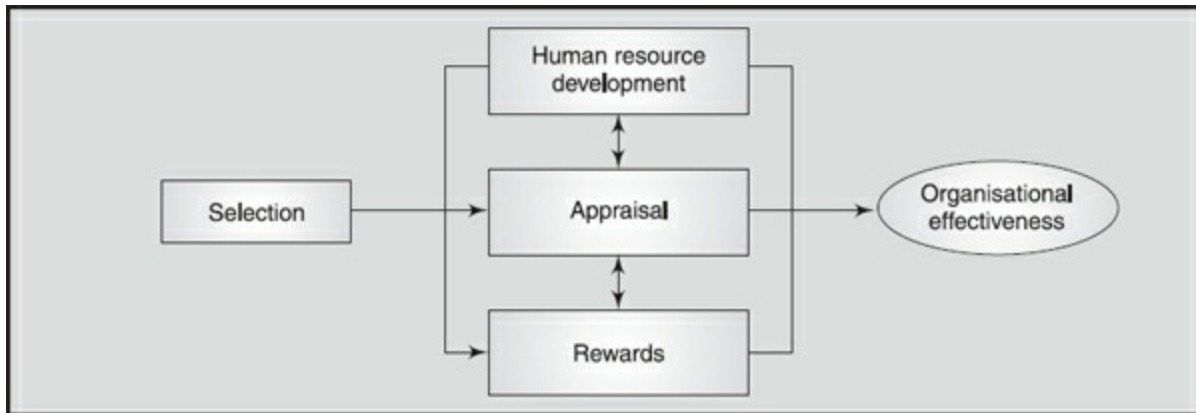 Human resource
development
Selection
Appraisal
Organisational
effectiveness
Rewards